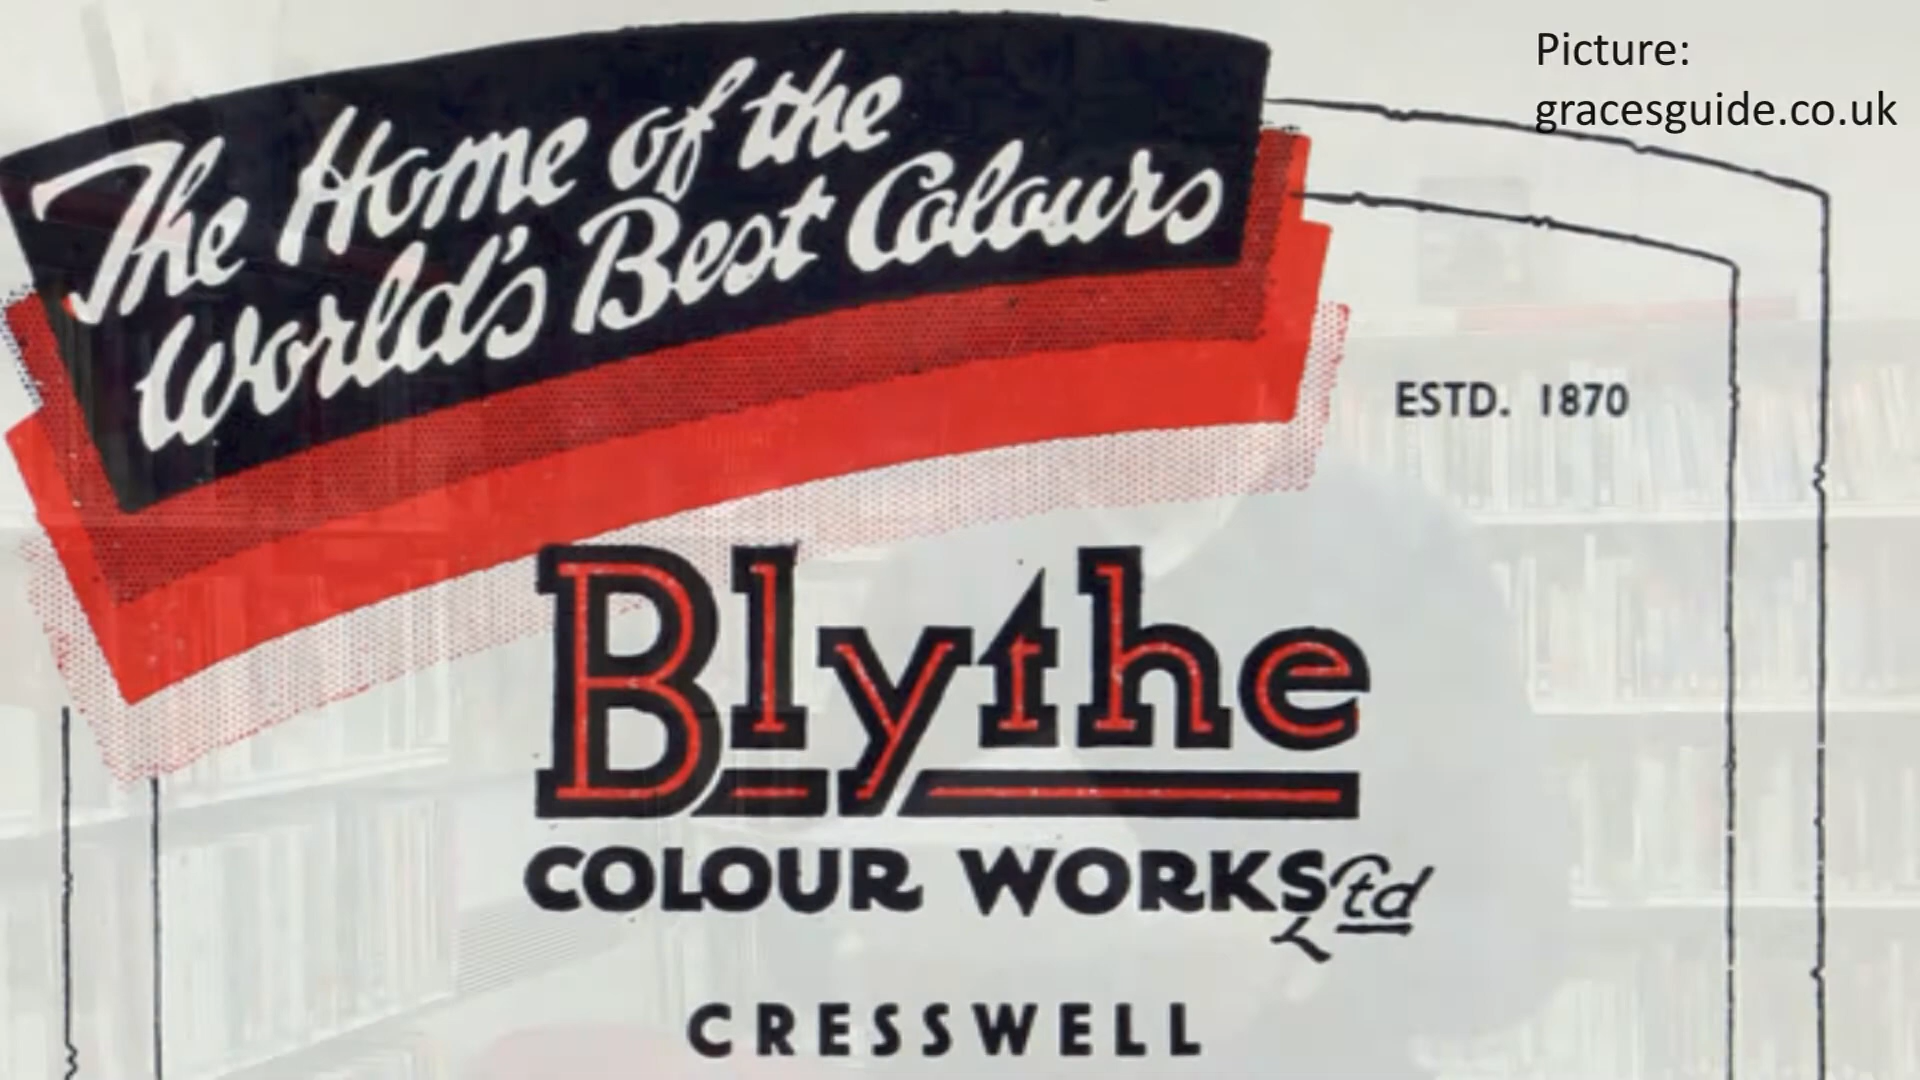 Picture:
gracesguide.co.uk
The Home of the
World's Best Colours
ESTD. 1870
Blythe
COLOUR WORKS Ltd
CRESSWELL